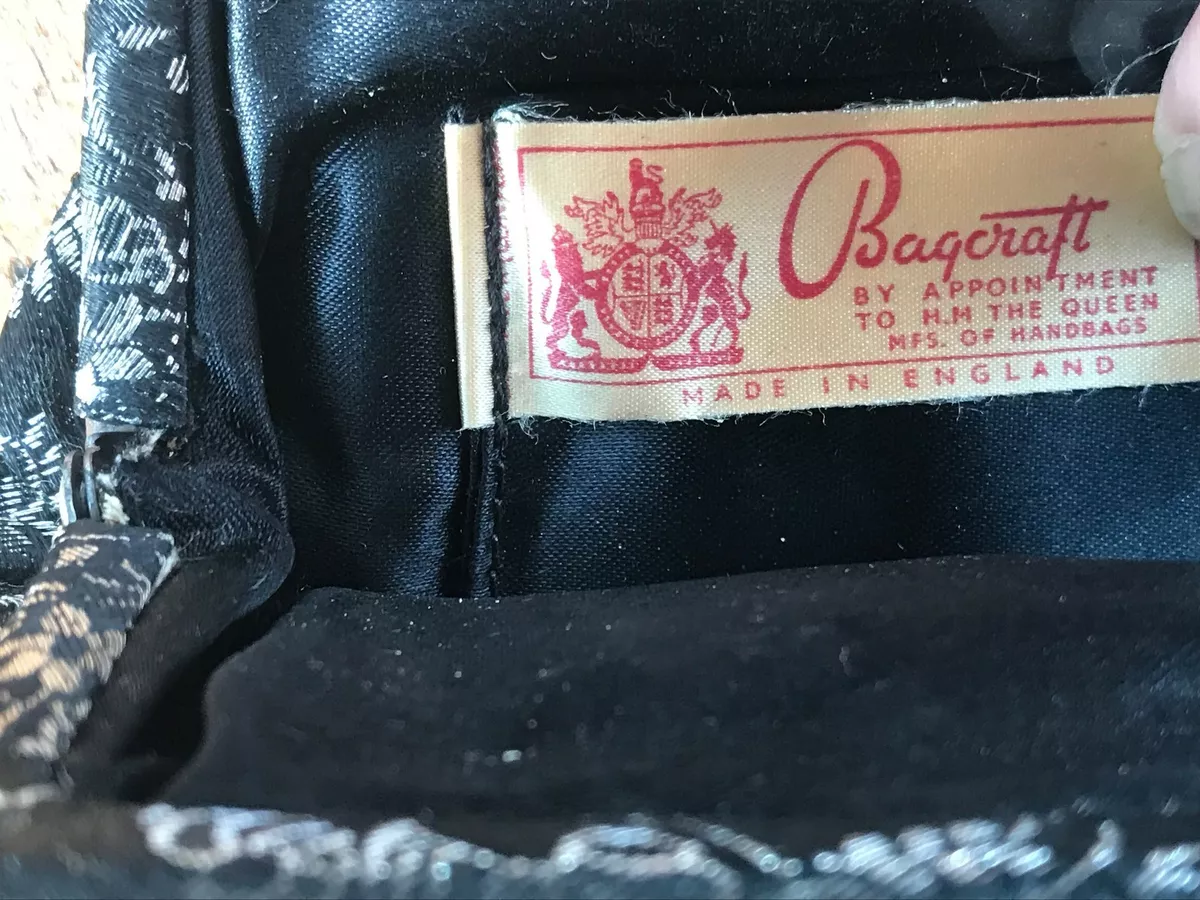 Bagcraft
BY APPOINTMENT
TO H.M THE QUEEN
MFS. OF HANDBAGS
MADE IN ENGLAND